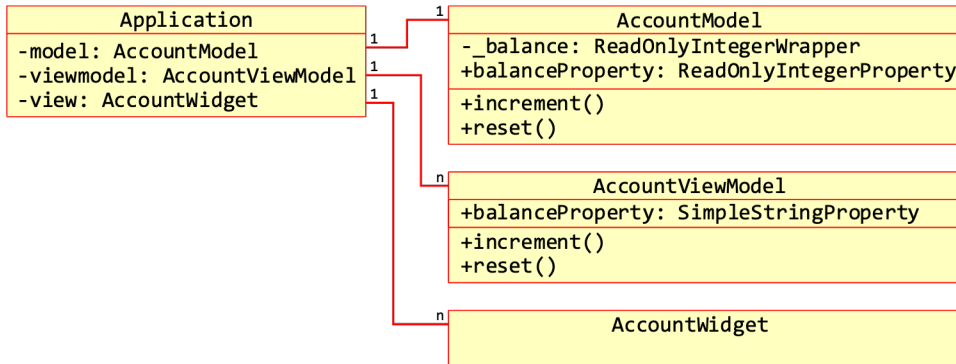 Application
-model: AccountModel
-viewmodel: AccountViewModel
-view: AccountWidget
1
1
1
1
AccountModel
-_balance: ReadOnlyIntegerWrapper
+balanceProperty: ReadOnlyIntegerProperty
+increment()
+reset()
n
AccountViewModel
+balanceProperty: SimpleStringProperty
+increment()
+reset()
n
AccountWidget